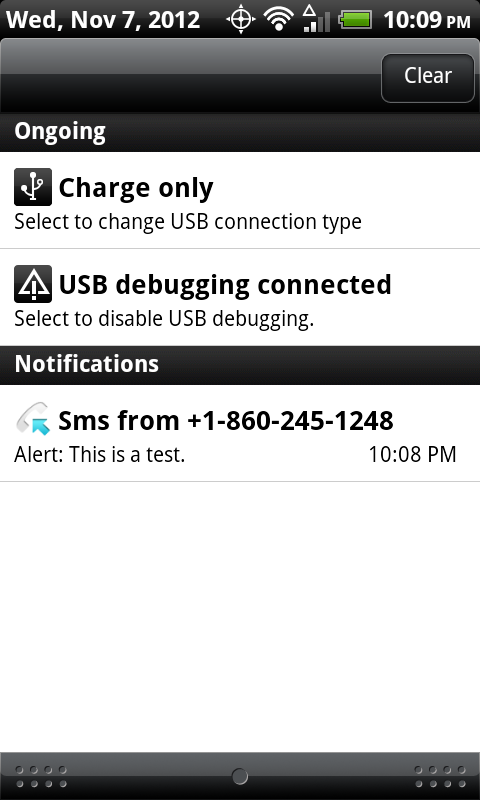 Wed, Nov 7, 2012 10:09 PM
Clear
Ongoing
Charge only
Select to change USB connection type
USB debugging connected
Select to disable USB debugging.
Notifications
Sms from +1-860-245-1248
Alert: This is a test. 10:08 PM